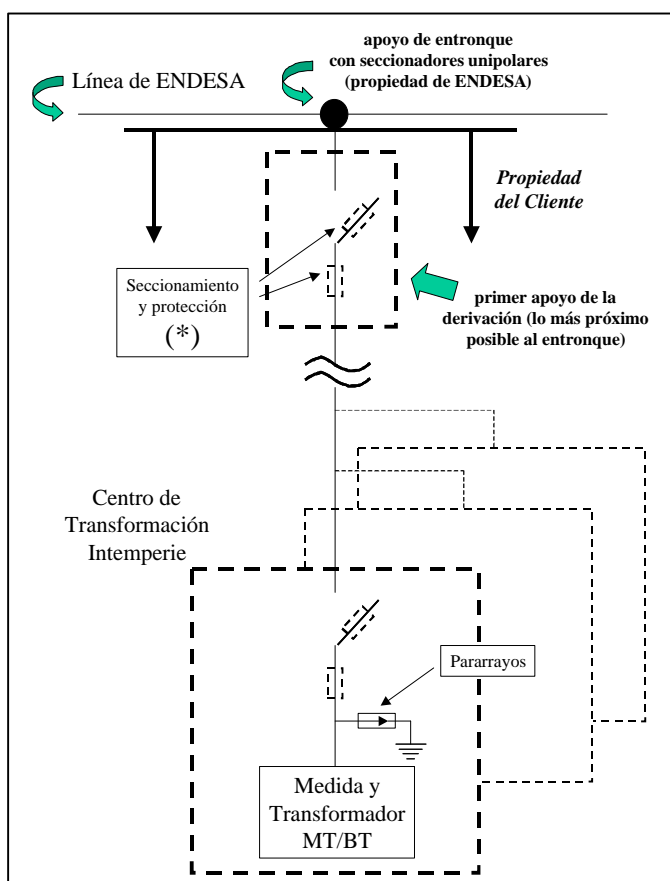 apoyo de entronque
con seccionadores unipolares
(propiedad de ENDESA)
Línea de ENDESA
Propiedad
del Cliente
Seccionamiento
y protección
(*)
primer apoyo de la
derivación (lo más próximo
posible al entronque)
Centro de
Transformación
Intemperie
Pararrayos
Medida y
Transformador
MT/BT